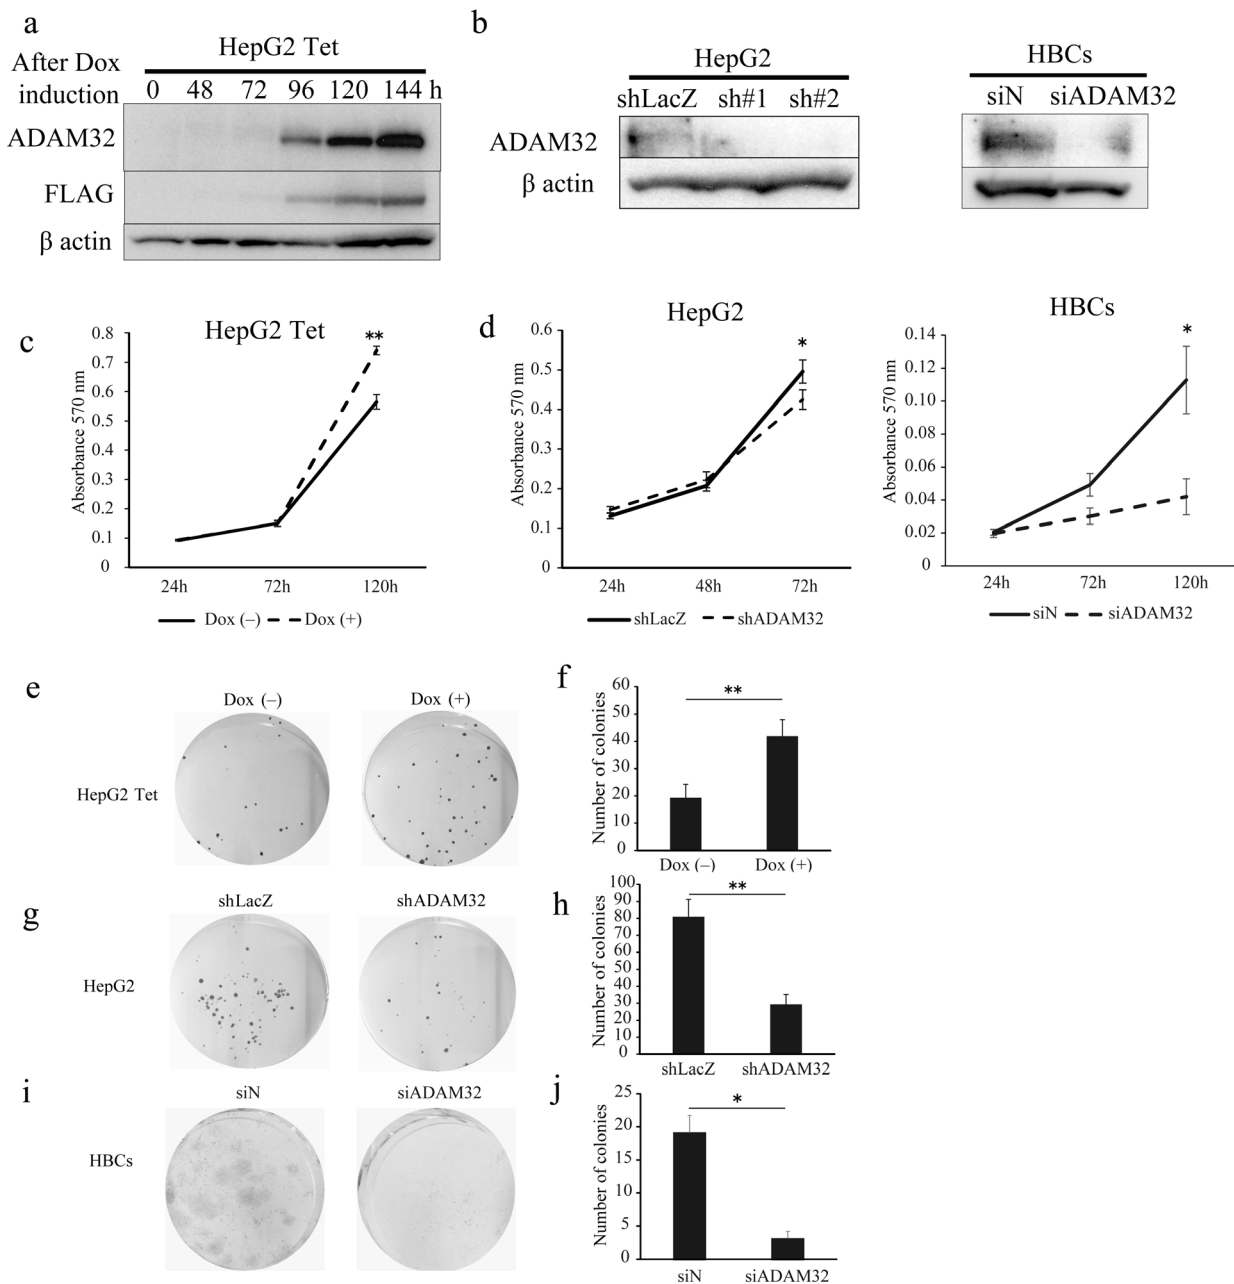 a
HepG2 Tet
After Dox
induction
0 48 72 96 120 144 h
ADAM32
FLAG
β actin
b
HepG2
shLacZ sh#1 sh#2
ADAM32
β actin
HBCs
siN siADAM32
c
HepG2 Tet
Absorbance 570 nm
0.8
0.7
0.6
0.5
0.4
0.3
0.2
0.1
0
**
24h 72h 120h
Dox (–) Dox (+)
d
HepG2
Absorbance 570 nm
0.6
0.5
0.4
0.3
0.2
0.1
0
*
24h 48h 72h
shLacZ shADAM32
HBCs
Absorbance 570 nm
0.14
0.12
0.10
0.08
0.06
0.04
0.02
0
*
24h 72h 120h
siN siADAM32
e
Dox (–) Dox (+)
HepG2 Tet
f
Number of colonies
60
50
40
30
20
10
0
**
Dox (–) Dox (+)
g
shLacZ shADAM32
HepG2
h
Number of colonies
100
90
80
70
60
50
40
30
20
10
0
**
shLacZ shADAM32
i
siN siADAM32
HBCs
j
Number of colonies
25
20
15
10
5
0
*
siN siADAM32